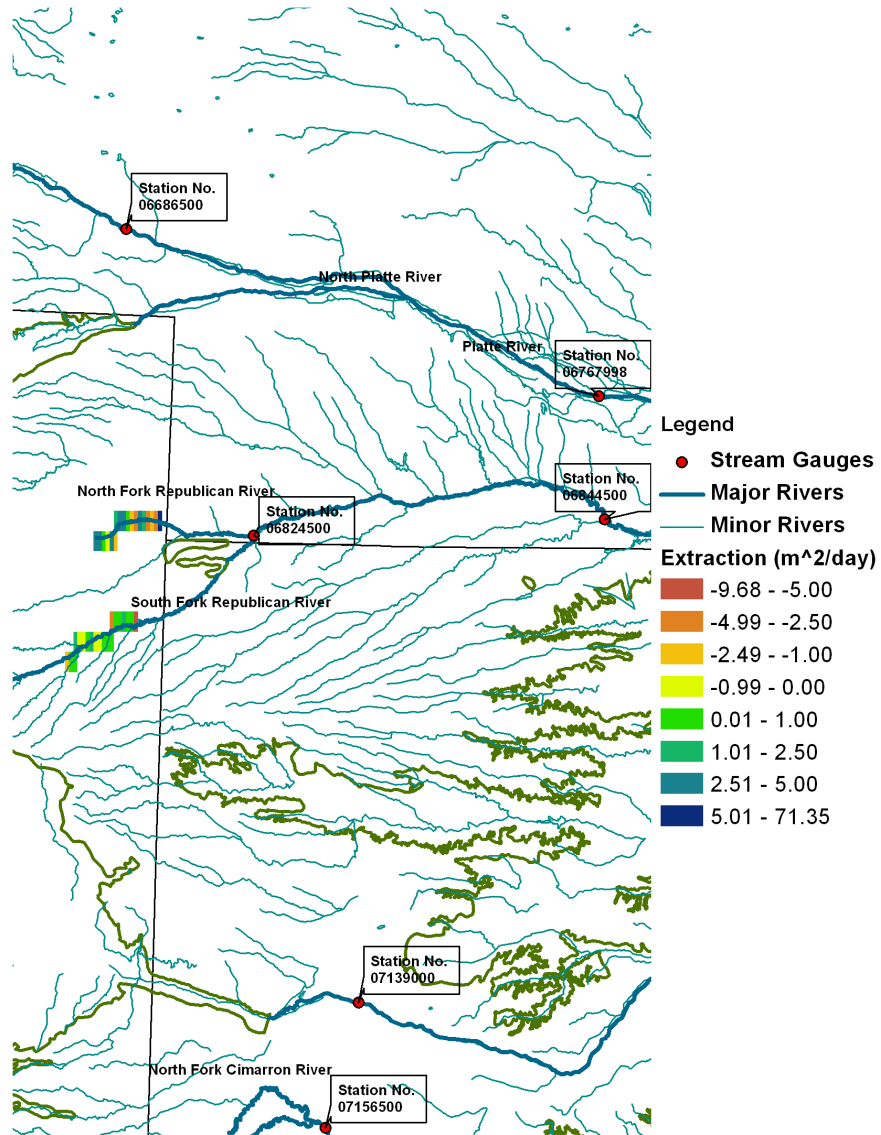 Station No.
06686500
North Platte River
Platte River
Station No.
06767998
Legend
Stream Gauges
Major Rivers
Minor Rivers
Extraction (m^2/day)
-9.68 - -5.00
-4.99 - -2.50
-2.49 - -1.00
-0.99 - 0.00
0.01 - 1.00
1.01 - 2.50
2.51 - 5.00
5.01 - 71.35
North Fork Republican River
Station No.
06824500
Station No.
06844500
South Fork Republican River
Station No.
07139000
North Fork Cimarron River
Station No.
07156500